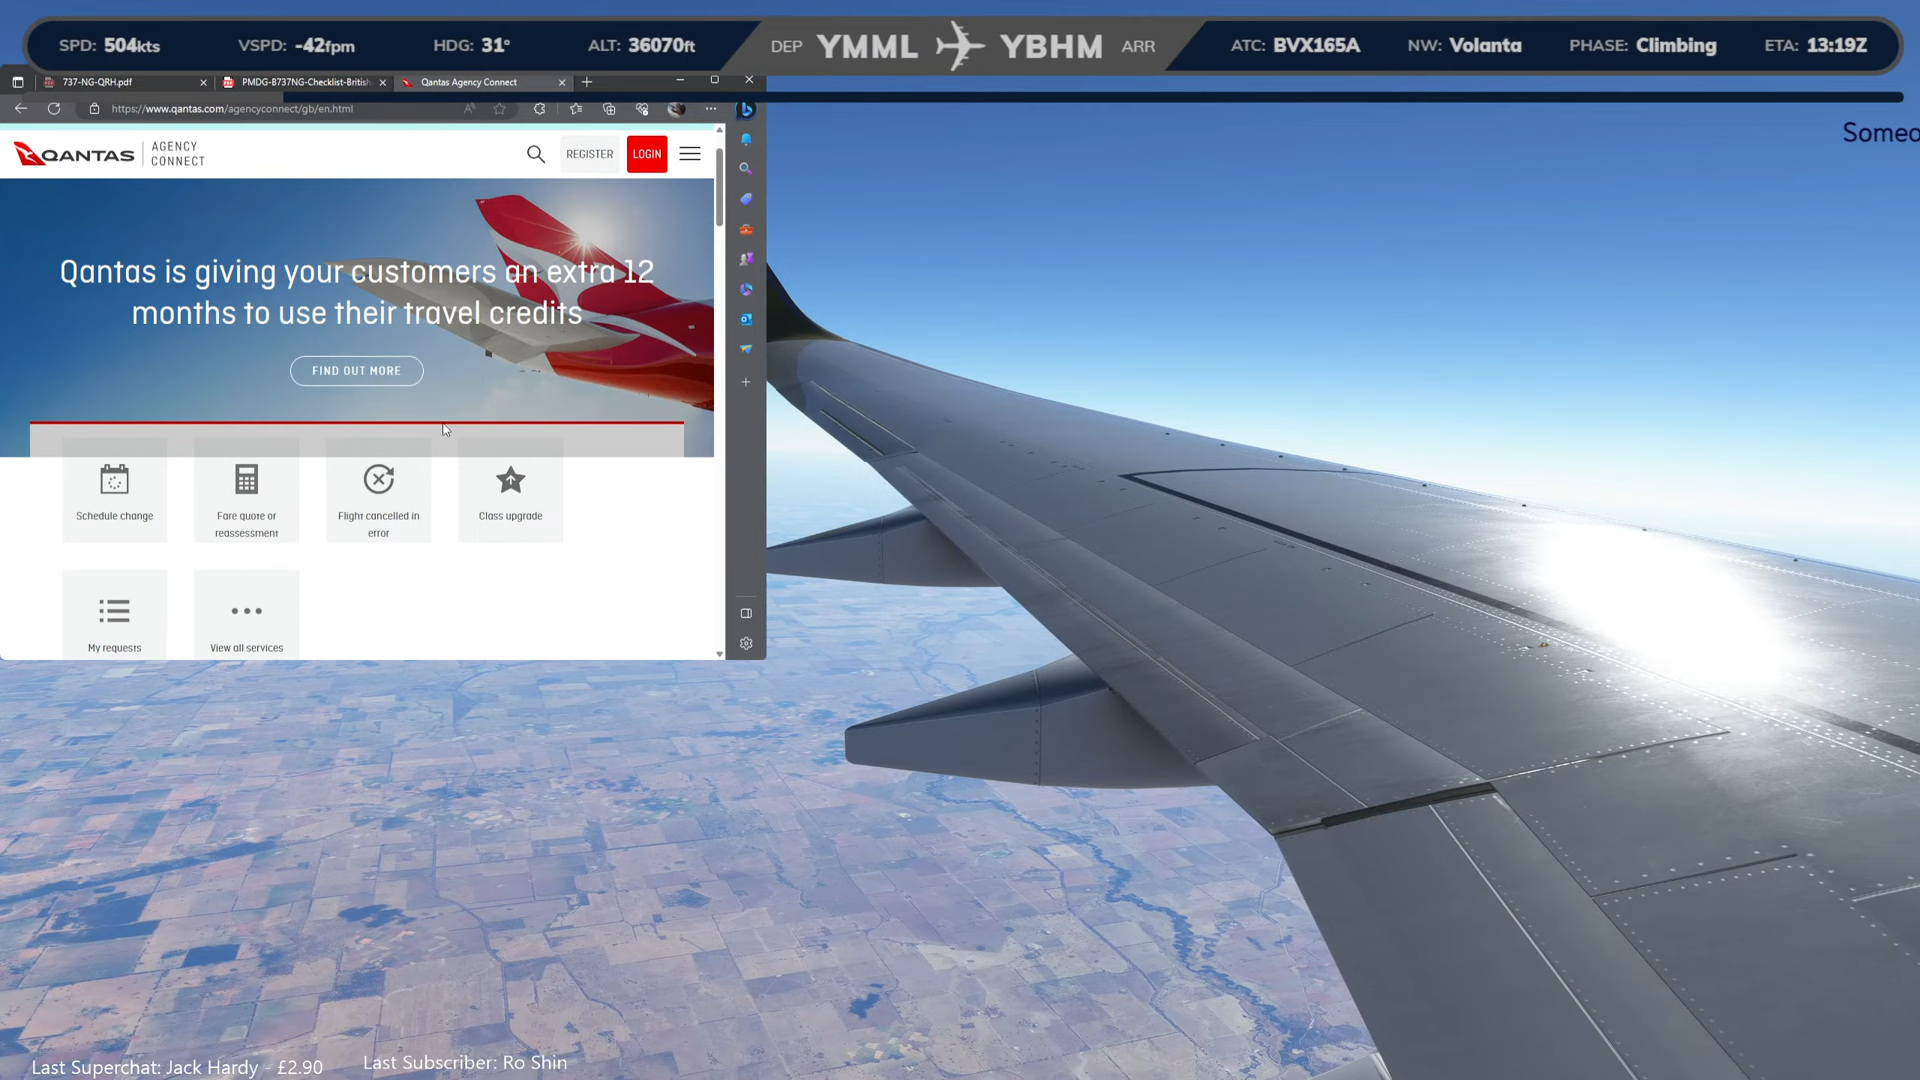 SPD: 504kts VSPD: -42fpm HDG: 31° ALT: 36070ft DEP YMML YBHM ARR ATC: BVX165A NW: Volanta PHASE: Climbing ETA: 13:19Z
737-NG-QRH.pdf PMDG-B737NG-Checklist-British Qantas Agency Connect
https://www.qantas.com/agencyconnect/gb/en.html
QANTAS AGENCY CONNECT REGISTER LOGIN
Someo
Qantas is giving your customers an extra 12
months to use their travel credits
FIND OUT MORE
Schedule change
Fare quote or
reassessment
Flight cancelled in
error
Class upgrade
My requests
View all services
Last Superchat: Jack Hardy - £2.90
Last Subscriber: Ro Shin